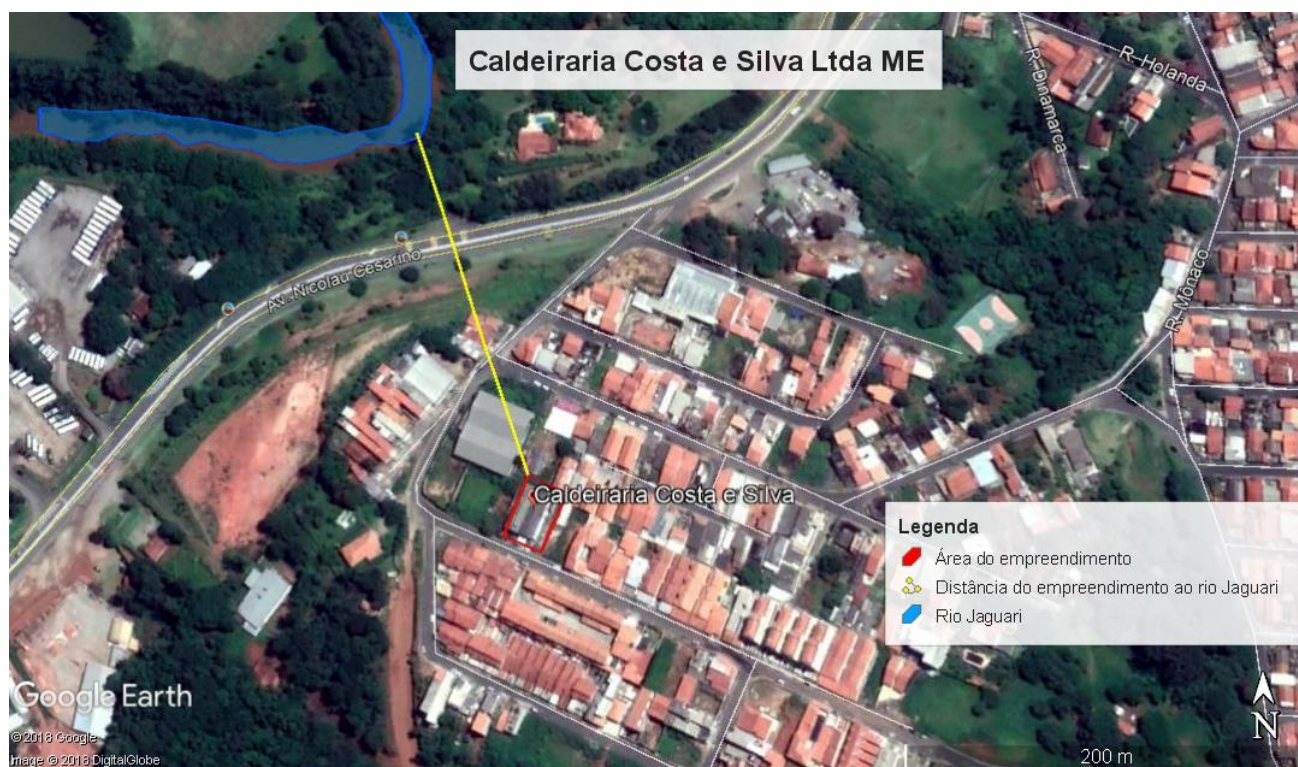 Caldeiraria Costa e Silva Ltda ME
R. Holanda
R. Dinamarca
Av. Nicolau Cesarino
R. Mônaco
Caldeiraria Costa e Silva
Legenda
Área do empreendimento
Distância do empreendimento ao rio Jaguari
Rio Jaguari
Google Earth
© 2018 Google
Image © 2018 DigitalGlobe
N
200 m